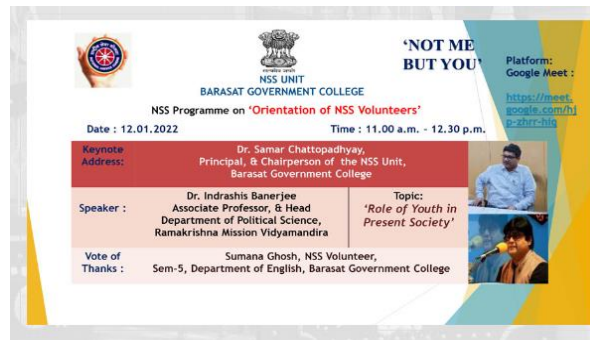 ‘NOT ME
BUT YOU’
NSS UNIT
BARASAT GOVERNMENT COLLEGE
Platform:
Google Meet :
https://meet.
google.com/hj
p-zhrr-hiq
NSS Programme on ‘Orientation of NSS Volunteers’
Date : 12.01.2022
Time : 11.00 a.m. - 12.30 p.m.
Keynote
Address:
Dr. Samar Chattopadhyay,
Principal, & Chairperson of the NSS Unit,
Barasat Government College
Speaker :
Dr. Indrashis Banerjee
Associate Professor, & Head
Department of Political Science,
Ramakrishna Mission Vidyamandira
Topic:
‘Role of Youth in
Present Society’
Vote of
Thanks :
Sumana Ghosh, NSS Volunteer,
Sem-5, Department of English, Barasat Government College